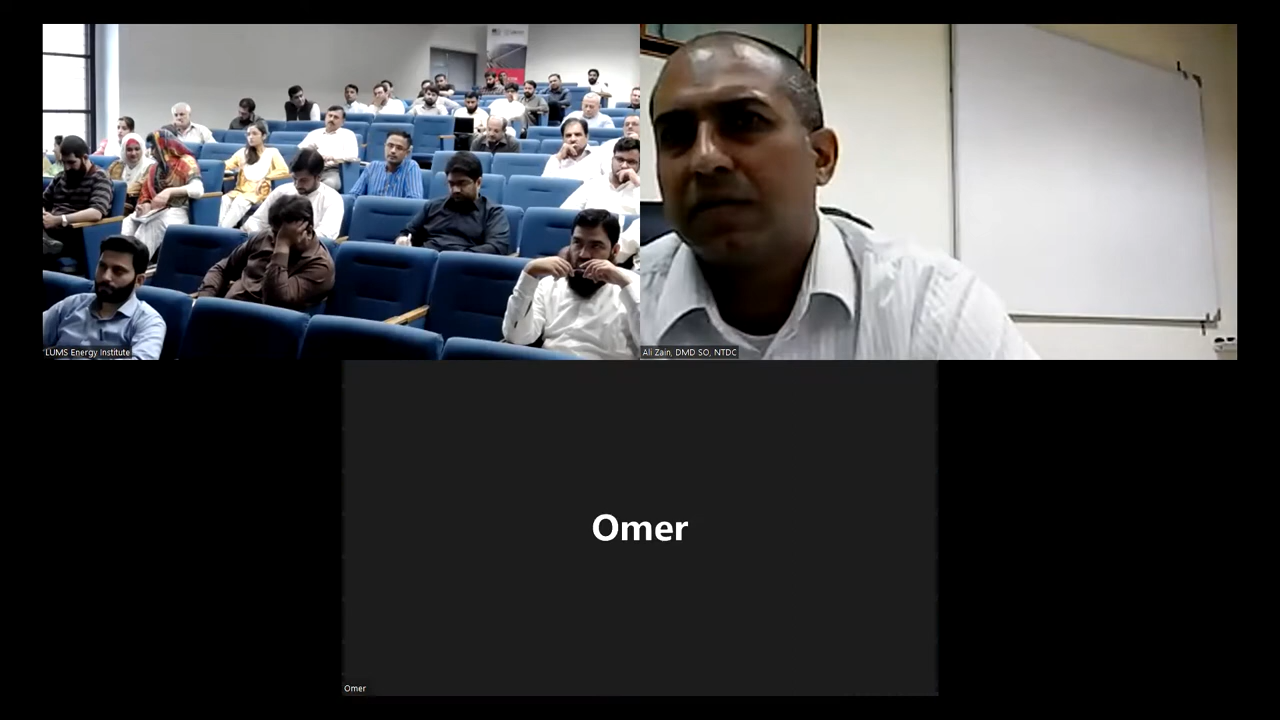 LUMS Energy Institute
Ali Zain, DMD SO, NTDC
Omer
Omer